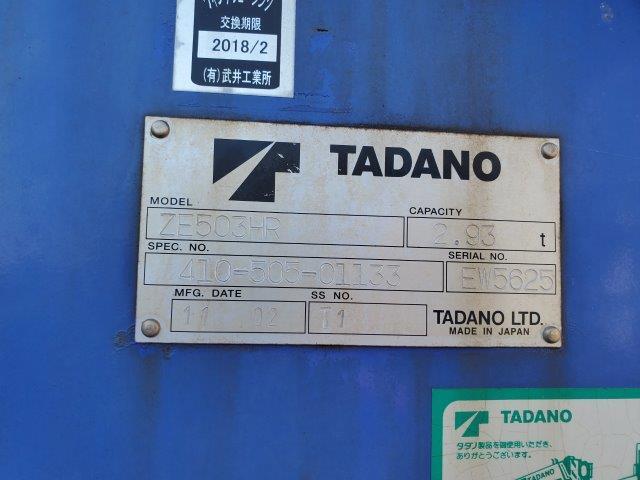 交換期限
2018/2
(有)武井工業所
TADANO
MODEL
ZE503HR
CAPACITY
2.93 t
SPEC. NO.
410-505-01133
SERIAL NO.
EW5625
MFG. DATE
11 02
SS NO.
T1
TADANO LTD.
MADE IN JAPAN
TADANO
タダノ製品を御使用いただき、
ありがとうございます。
TADANO